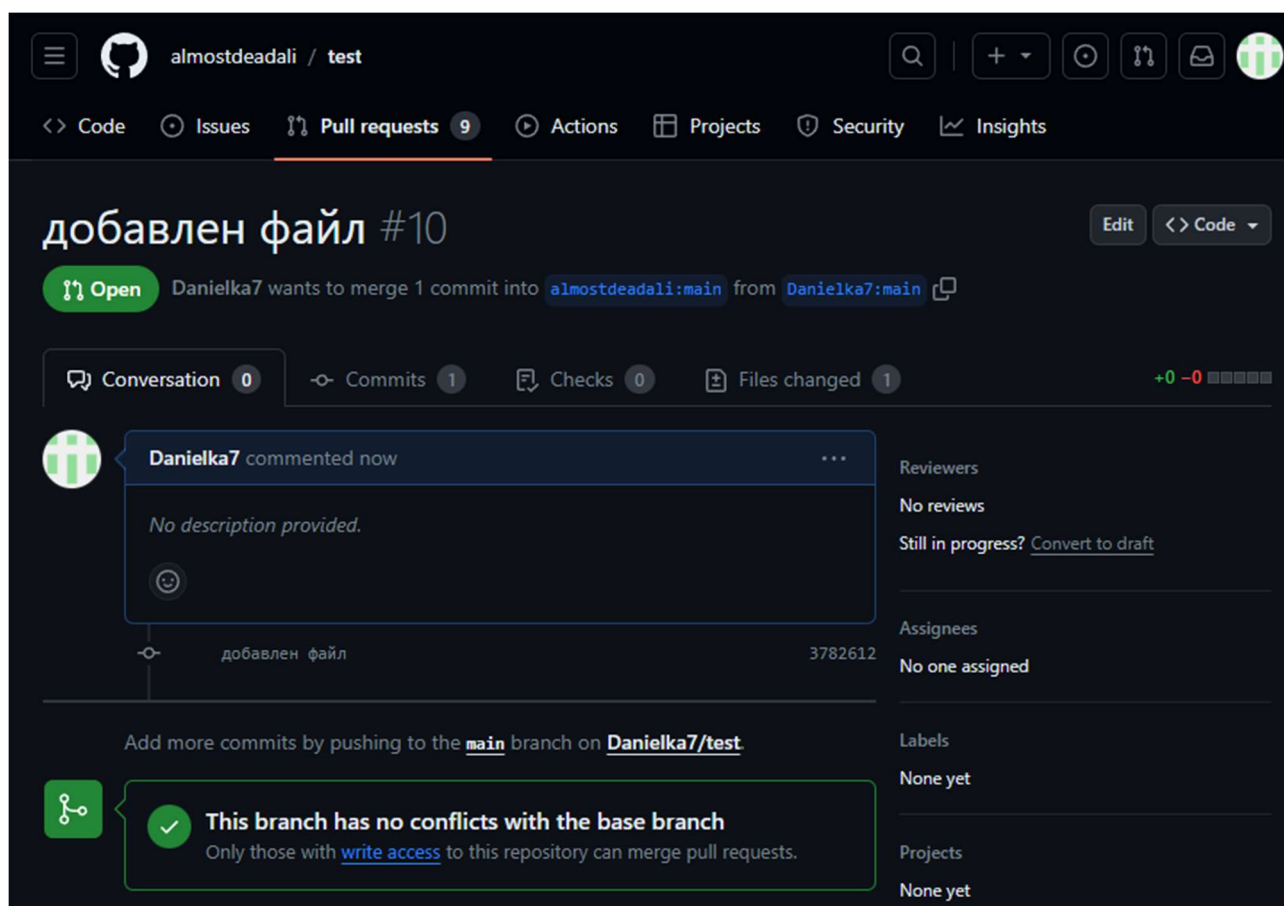 almostdeadali / test
<> Code Issues Pull requests 9 Actions Projects Security Insights
добавлен файл #10
Edit <> Code
Open Danielka7 wants to merge 1 commit into almostdeadali:main from Danielka7:main
Conversation 0 Commits 1 Checks 0 Files changed 1 +0 −0
Danielka7 commented now ...
No description provided.
добавлен файл 3782612
Add more commits by pushing to the main branch on Danielka7/test.
This branch has no conflicts with the base branch
Only those with write access to this repository can merge pull requests.
Reviewers
No reviews
Still in progress? Convert to draft
Assignees
No one assigned
Labels
None yet
Projects
None yet